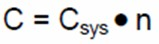 C = Csys ● n